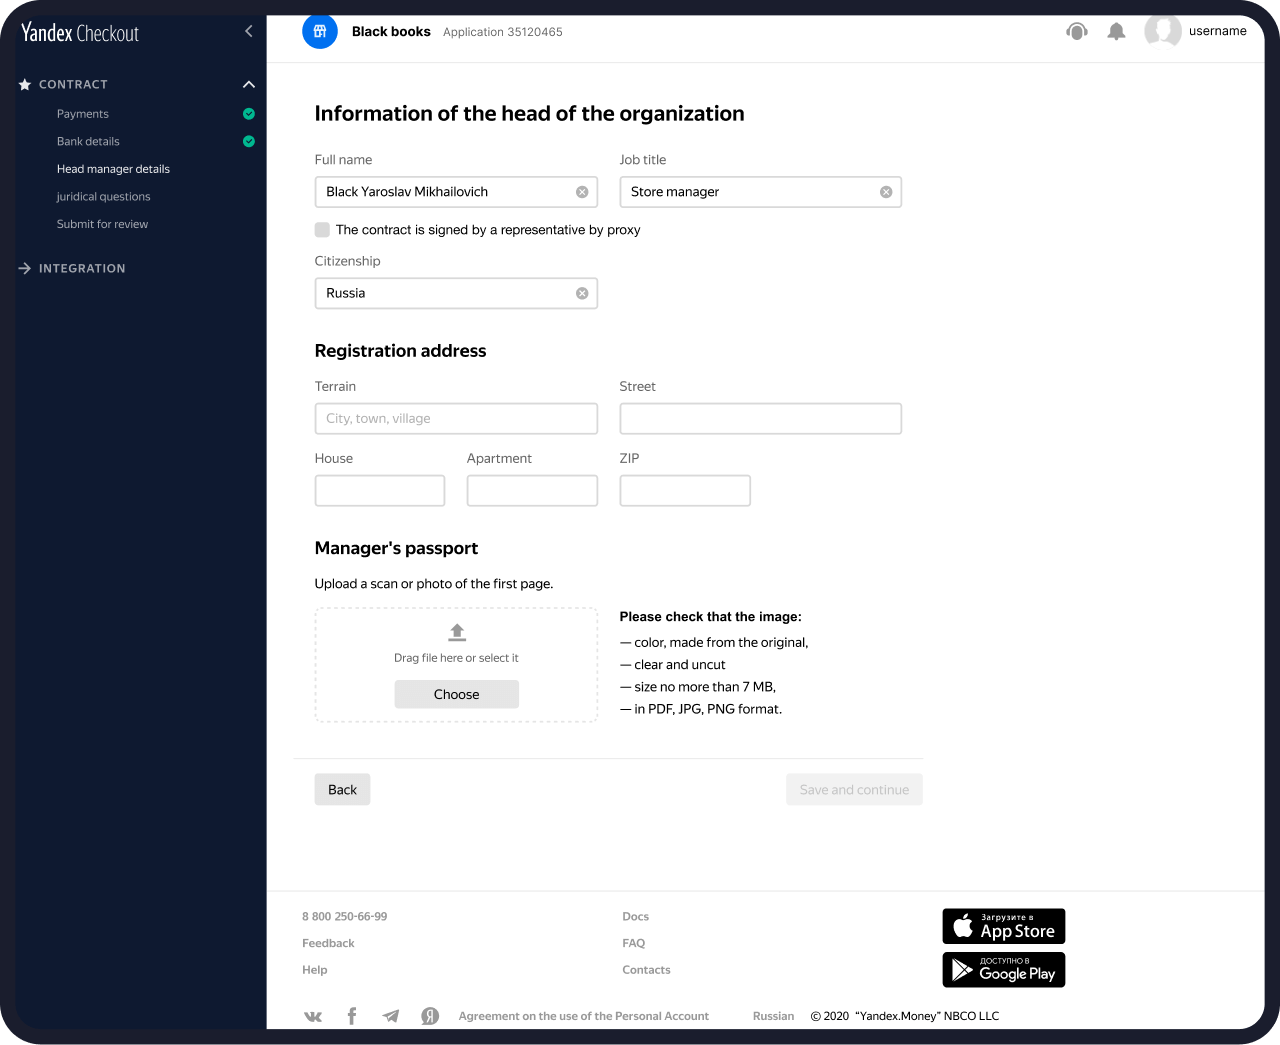 Yandex Checkout
Black books Application 35120465
username
CONTRACT
Payments
Bank details
Head manager details
juridical questions
Submit for review
INTEGRATION
Information of the head of the organization
Full name Job title
Black Yaroslav Mikhailovich Store manager
The contract is signed by a representative by proxy
Citizenship
Russia
Registration address
Terrain Street
City, town, village
House Apartment ZIP
Manager's passport
Upload a scan or photo of the first page.
Drag file here or select it
Choose
Please check that the image:
— color, made from the original,
— clear and uncut
— size no more than 7 MB,
— in PDF, JPG, PNG format.
Back Save and continue
8 800 250-66-99
Feedback
Help
Docs
FAQ
Contacts
Загрузите в
App Store
ДОСТУПНО В
Google Play
Я
Agreement on the use of the Personal Account Russian © 2020 “Yandex.Money” NBCO LLC